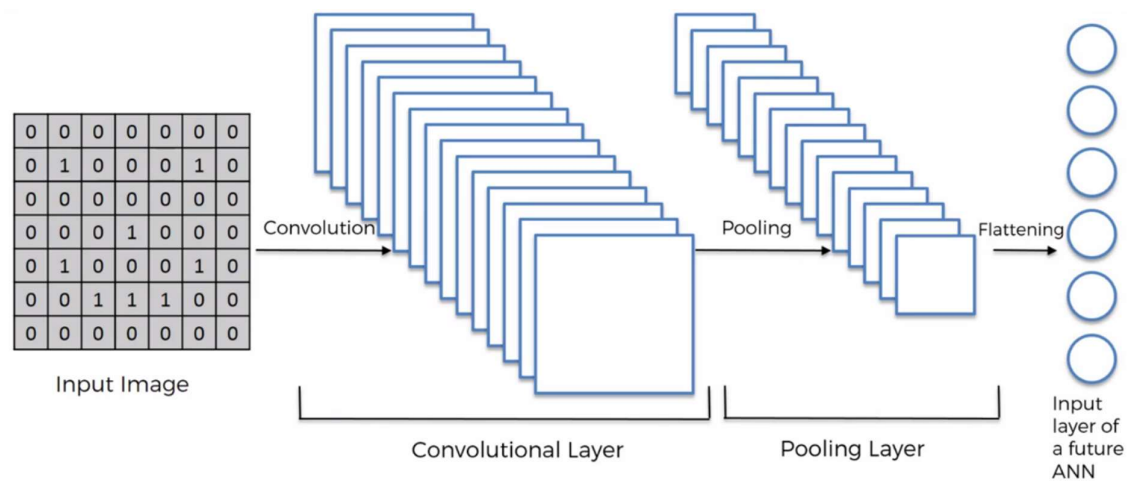 0 0 0 0 0 0 0
0 1 0 0 0 1 0
0 0 0 0 0 0 0
0 0 0 1 0 0 0
0 1 0 0 0 1 0
0 0 1 1 1 0 0
0 0 0 0 0 0 0
Input Image
Convolution
Convolutional Layer
Pooling
Pooling Layer
Flattening
Input
layer of
a future
ANN